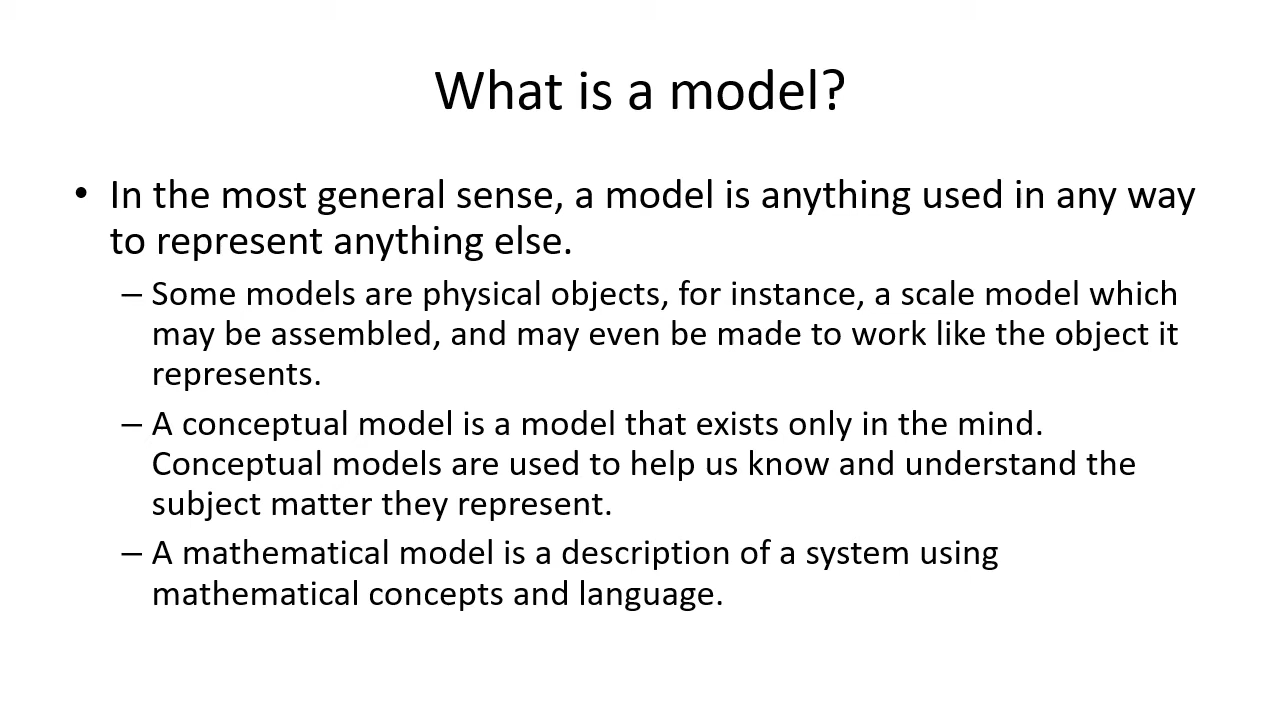 What is a model?
• In the most general sense, a model is anything used in any way
to represent anything else.
– Some models are physical objects, for instance, a scale model which
may be assembled, and may even be made to work like the object it
represents.
– A conceptual model is a model that exists only in the mind.
Conceptual models are used to help us know and understand the
subject matter they represent.
– A mathematical model is a description of a system using
mathematical concepts and language.